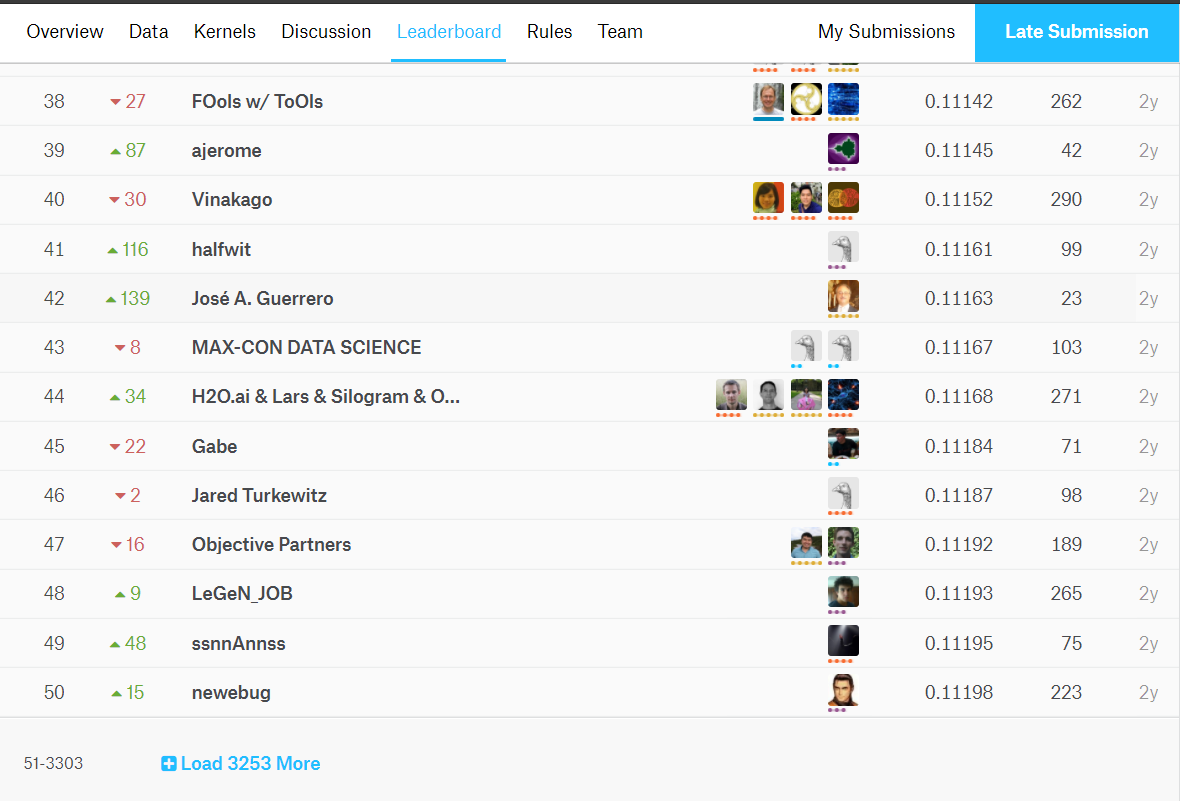 Overview Data Kernels Discussion Leaderboard Rules Team My Submissions Late Submission
38 27 FOols w/ ToOls 0.11142 262 2y
39 87 ajerome 0.11145 42 2y
40 30 Vinakago 0.11152 290 2y
41 116 halfwit 0.11161 99 2y
42 139 José A. Guerrero 0.11163 23 2y
43 8 MAX-CON DATA SCIENCE 0.11167 103 2y
44 34 H2O.ai & Lars & Silogram & O... 0.11168 271 2y
45 22 Gabe 0.11184 71 2y
46 2 Jared Turkewitz 0.11187 98 2y
47 16 Objective Partners 0.11192 189 2y
48 9 LeGeN_JOB 0.11193 265 2y
49 48 ssnnAnnss 0.11195 75 2y
50 15 newebug 0.11198 223 2y
51-3303 Load 3253 More